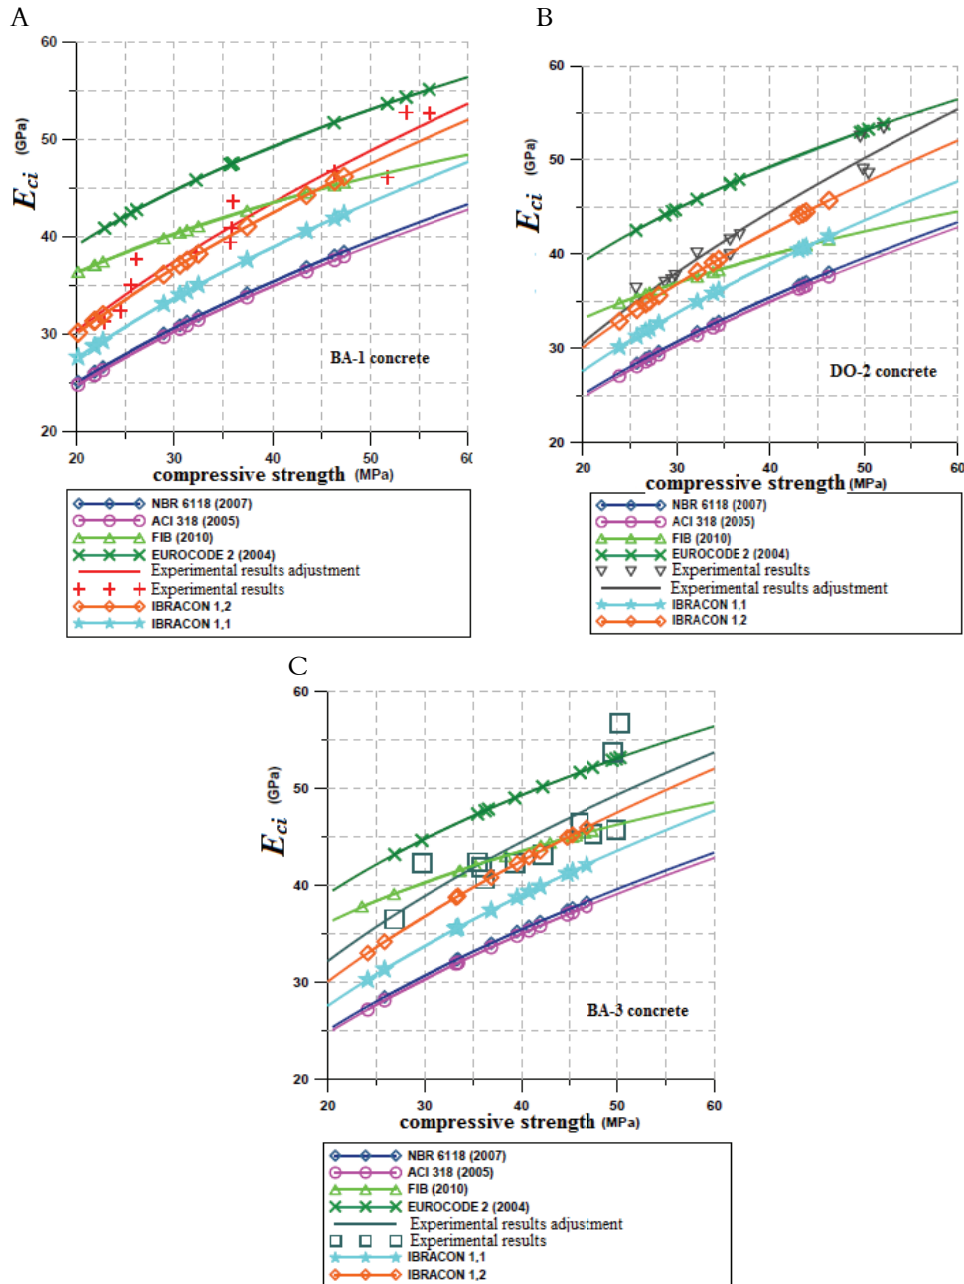 A
60
50
40
30
20
E_ci (GPa)
20 30 40 50 60
BA-1 concrete
compressive strength (MPa)
NBR 6118 (2007)
ACI 318 (2005)
FIB (2010)
EUROCODE 2 (2004)
Experimental results adjustment
Experimental results
IBRACON 1,2
IBRACON 1,1
B
60
50
40
30
20
E_ci (GPa)
20 30 40 50 60
DO-2 concrete
compressive strength (MPa)
NBR 6118 (2007)
ACI 318 (2005)
FIB (2010)
EUROCODE 2 (2004)
Experimental results
Experimental results adjustment
IBRACON 1,1
IBRACON 1,2
C
60
50
40
30
20
E_ci (GPa)
20 30 40 50 60
BA-3 concrete
compressive strength (MPa)
NBR 6118 (2007)
ACI 318 (2005)
FIB (2010)
EUROCODE 2 (2004)
Experimental results adjustment
Experimental results
IBRACON 1,1
IBRACON 1,2